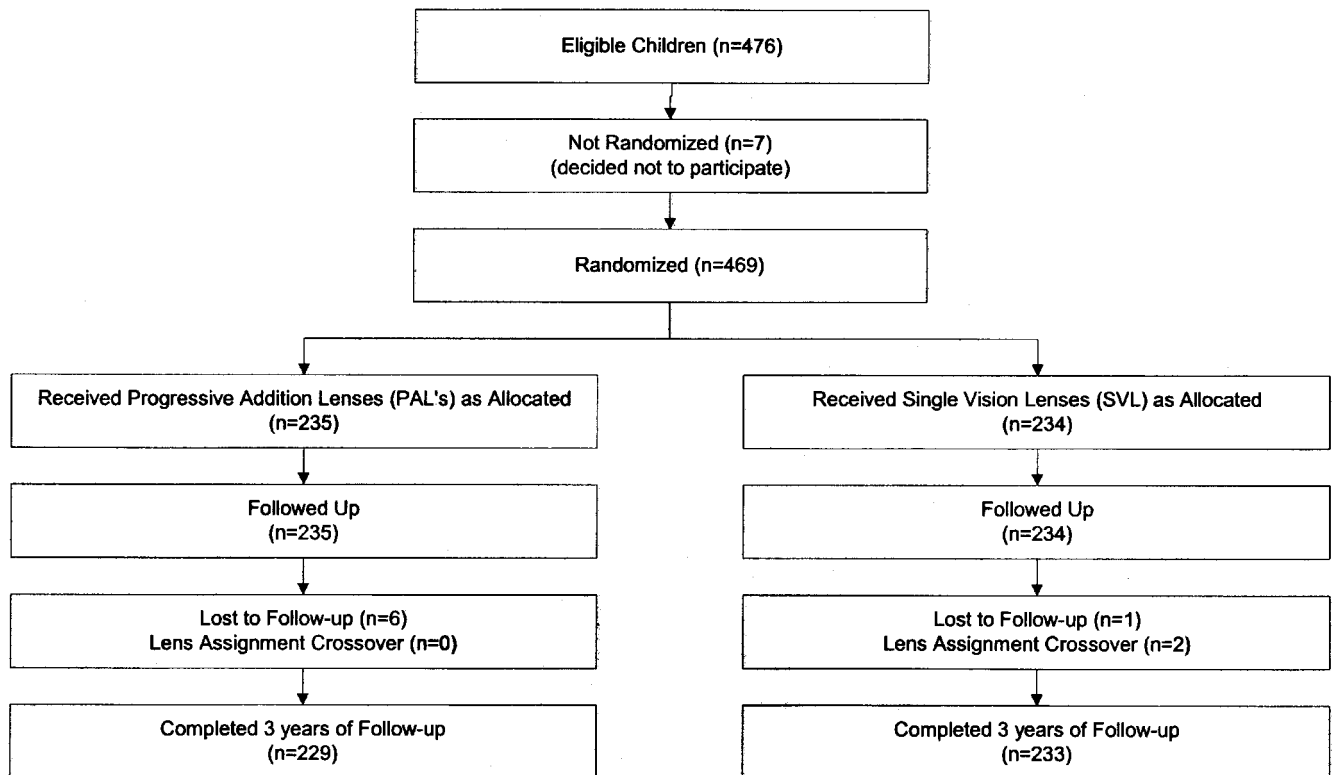 Eligible Children (n=476)
Not Randomized (n=7)
(decided not to participate)
Randomized (n=469)
Received Progressive Addition Lenses (PAL's) as Allocated
(n=235)
Followed Up
(n=235)
Lost to Follow-up (n=6)
Lens Assignment Crossover (n=0)
Completed 3 years of Follow-up
(n=229)
Received Single Vision Lenses (SVL) as Allocated
(n=234)
Followed Up
(n=234)
Lost to Follow-up (n=1)
Lens Assignment Crossover (n=2)
Completed 3 years of Follow-up
(n=233)